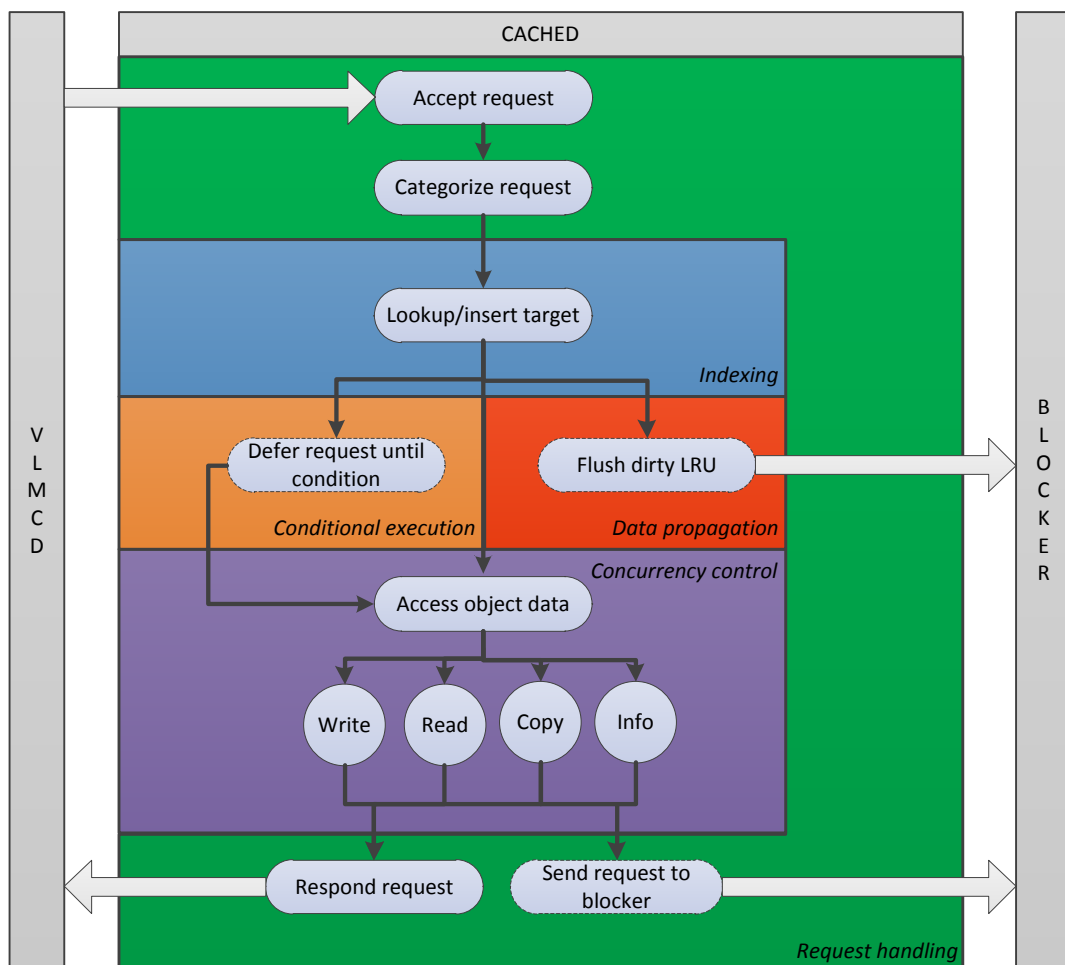 CACHED
Accept request
Categorize request
Lookup/insert target
Indexing
V
L
M
C
D
B
L
O
C
K
E
R
Defer request until
condition
Flush dirty LRU
Conditional execution
Data propagation
Concurrency control
Access object data
Write
Read
Copy
Info
Respond request
Send request to
blocker
Request handling